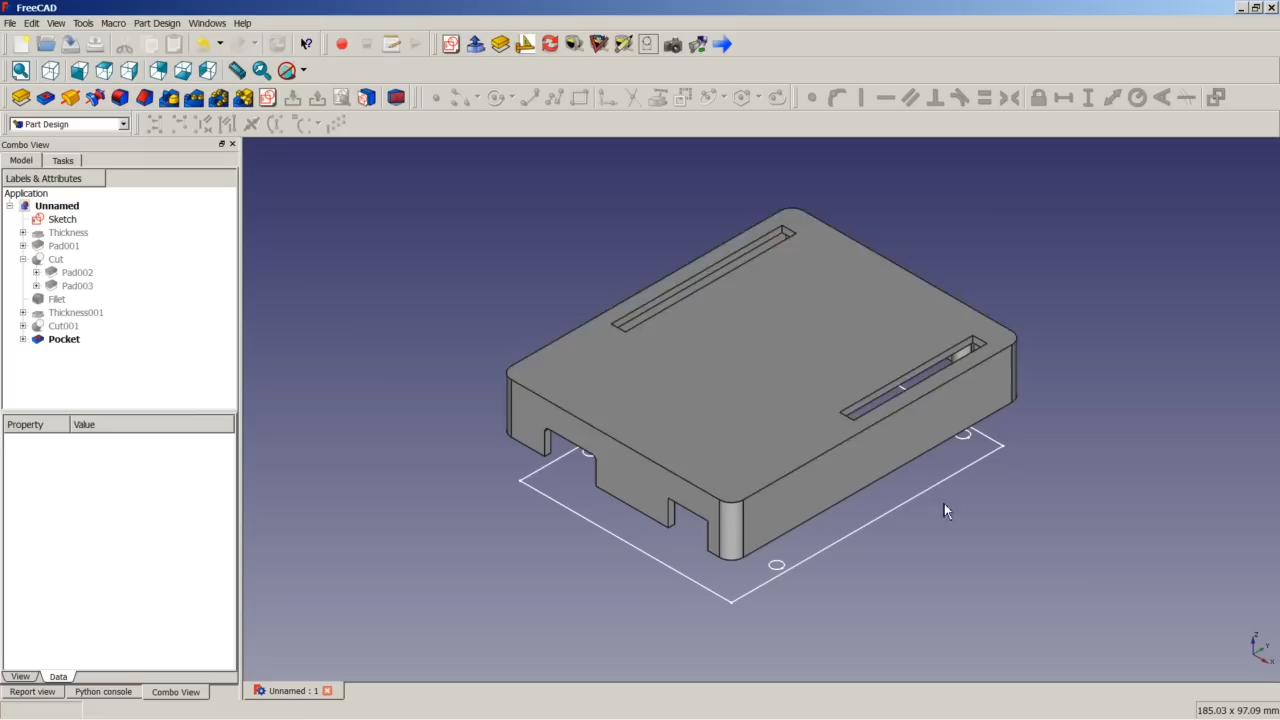 FreeCAD
File Edit View Tools Macro Part Design Windows Help
Part Design
Combo View
Model Tasks
Labels & Attributes
Application
Unnamed
Sketch
Thickness
Pad001
Cut
Pad002
Pad003
Fillet
Thickness001
Cut001
Pocket
Property Value
View Data
Report view Python console Combo View
Unnamed : 1
Z
Y
X
185.03 x 97.09 mm